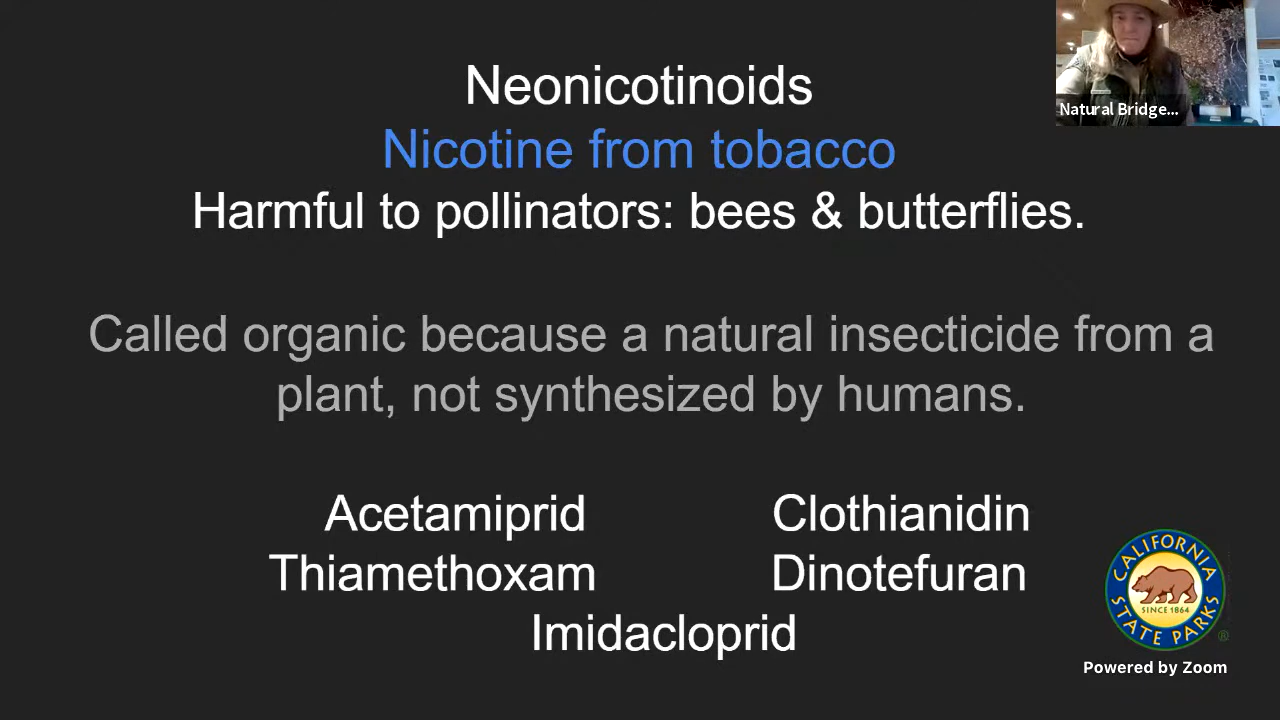 Neonicotinoids
Nicotine from tobacco
Harmful to pollinators: bees & butterflies.
Called organic because a natural insecticide from a
plant, not synthesized by humans.
Acetamiprid Clothianidin
Thiamethoxam Dinotefuran
Imidacloprid
Natural Bridge...
CALIFORNIA
SINCE 1864
STATE PARKS
®
Powered by Zoom